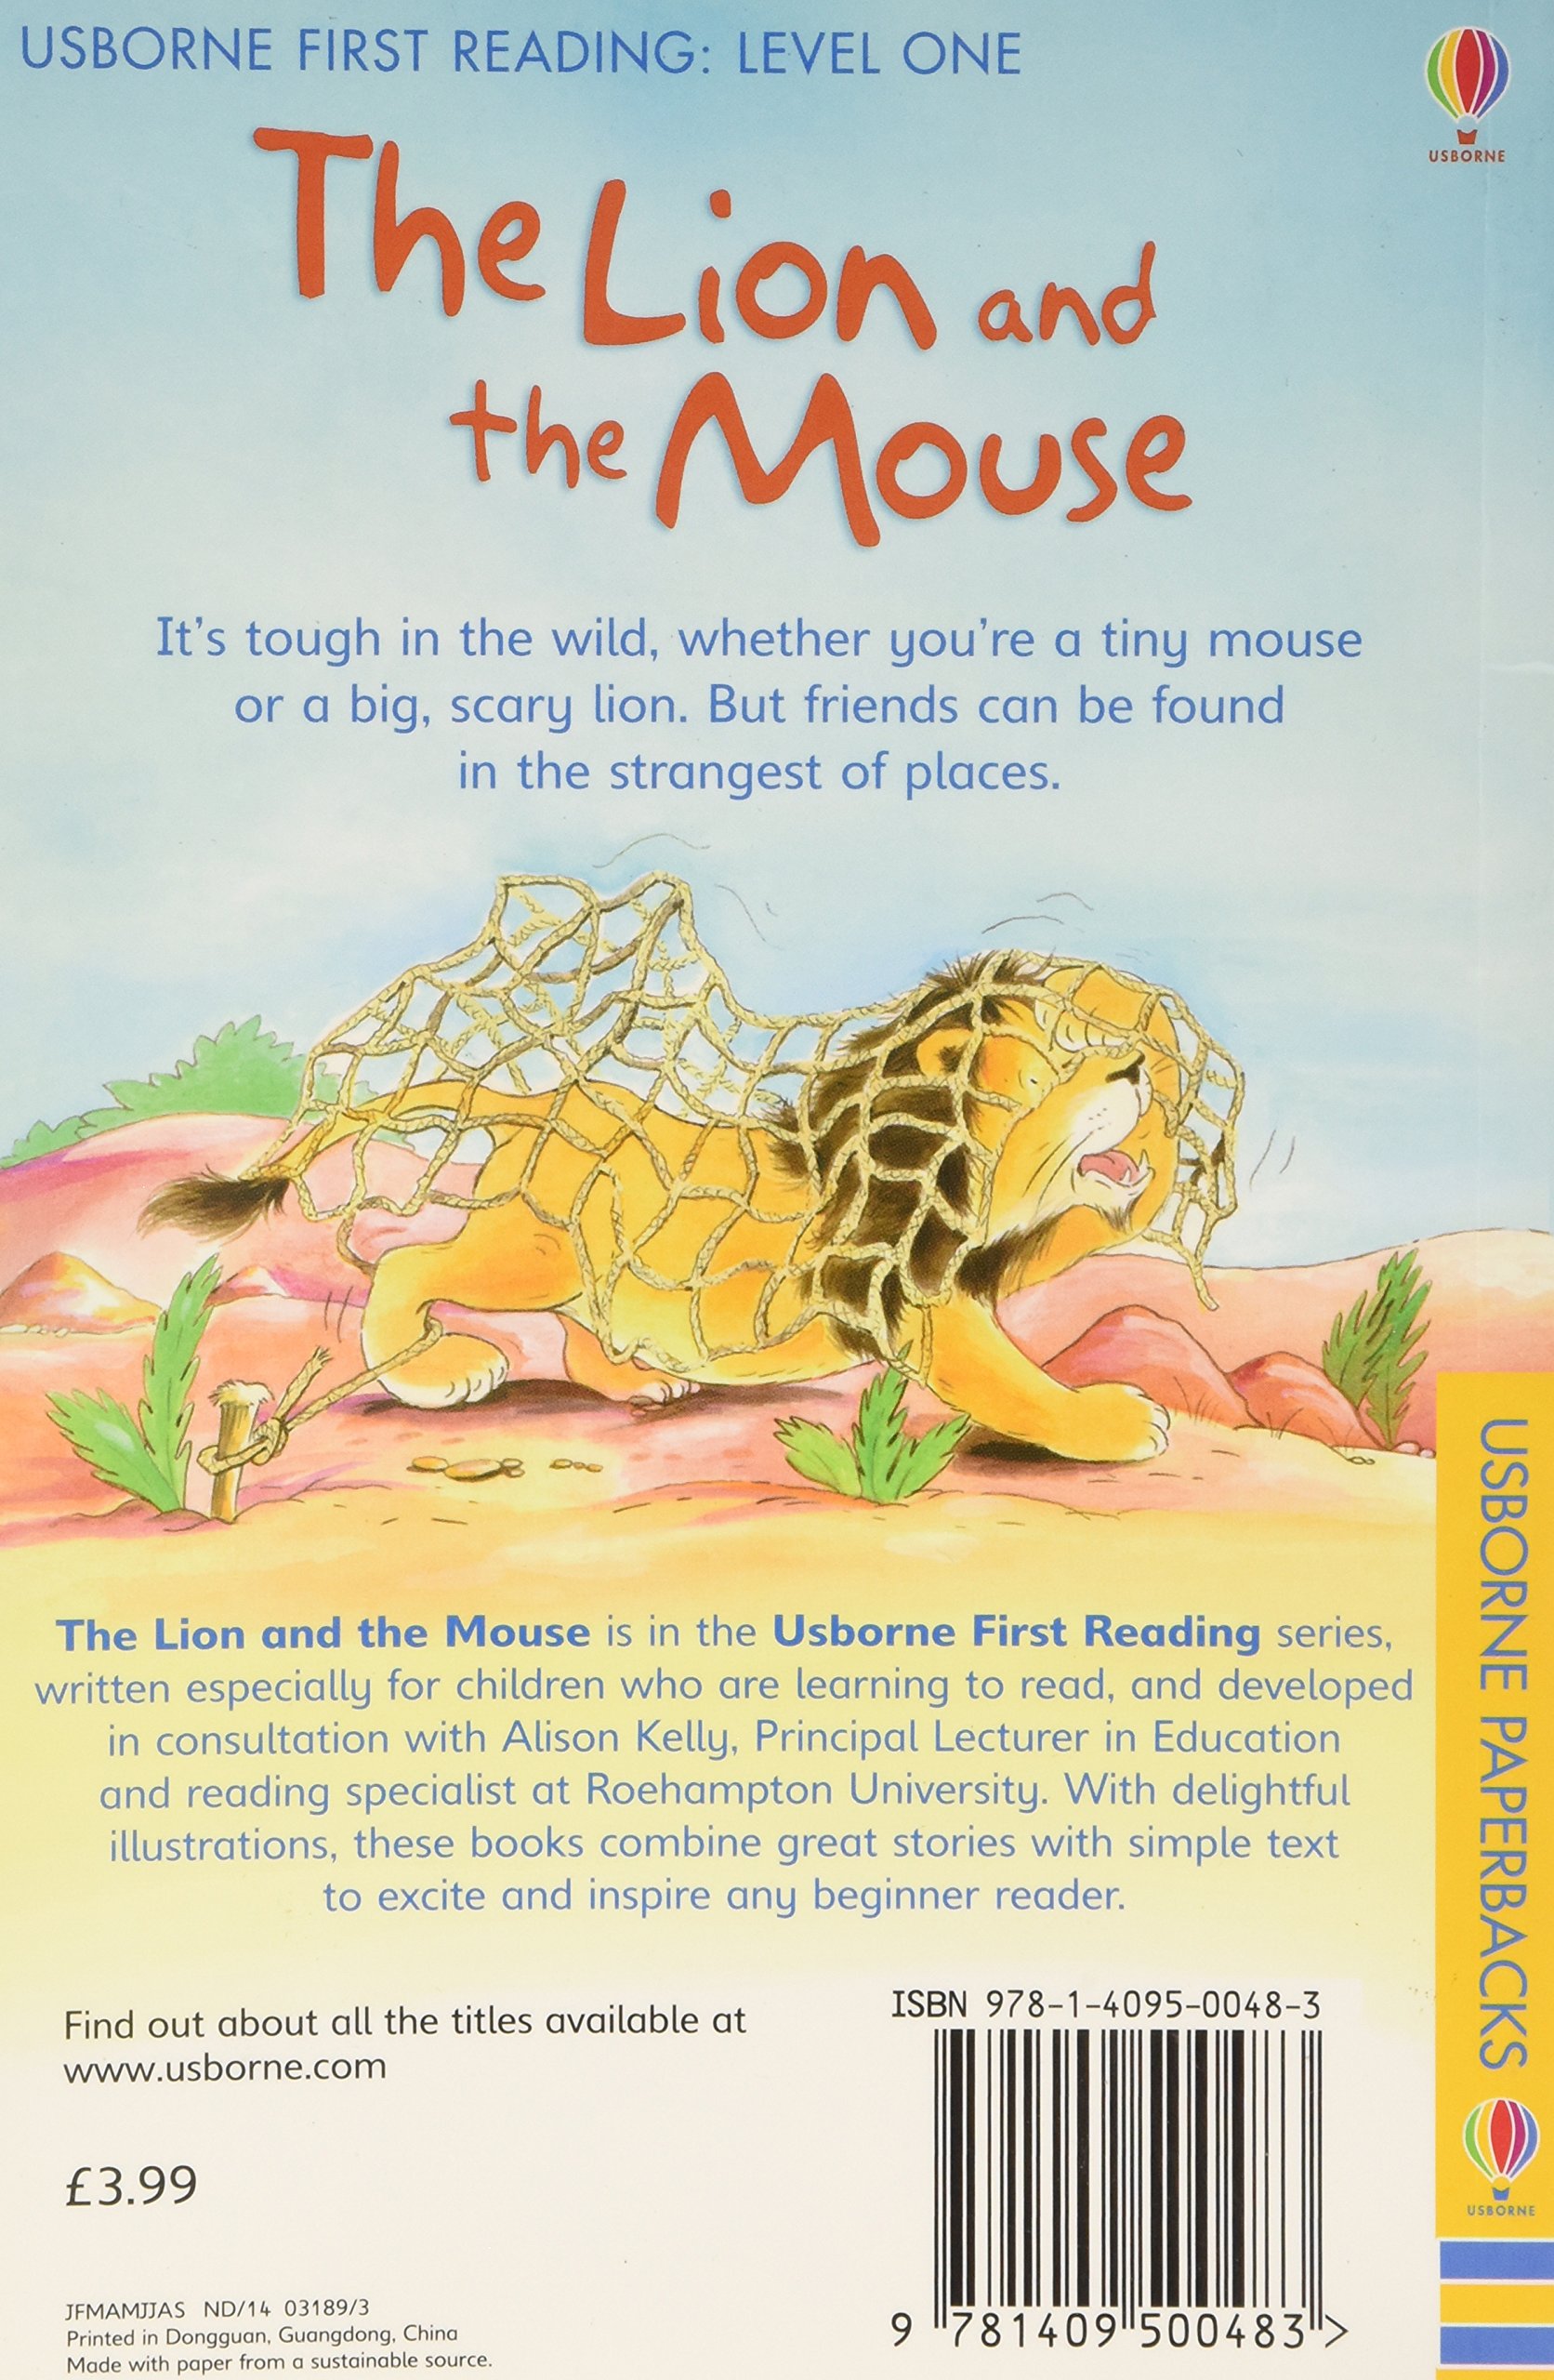 USBORNE FIRST READING: LEVEL ONE
USBORNE
The Lion and
the Mouse
It's tough in the wild, whether you're a tiny mouse
or a big, scary lion. But friends can be found
in the strangest of places.
The Lion and the Mouse is in the Usborne First Reading series,
written especially for children who are learning to read, and developed
in consultation with Alison Kelly, Principal Lecturer in Education
and reading specialist at Roehampton University. With delightful
illustrations, these books combine great stories with simple text
to excite and inspire any beginner reader.
Find out about all the titles available at
www.usborne.com
£3.99
JFMAMJJAS ND/14 03189/3
Printed in Dongguan, Guangdong, China
Made with paper from a sustainable source.
ISBN 978-1-4095-0048-3
9 781409 500483 >
USBORNE PAPERBACKS
USBORNE